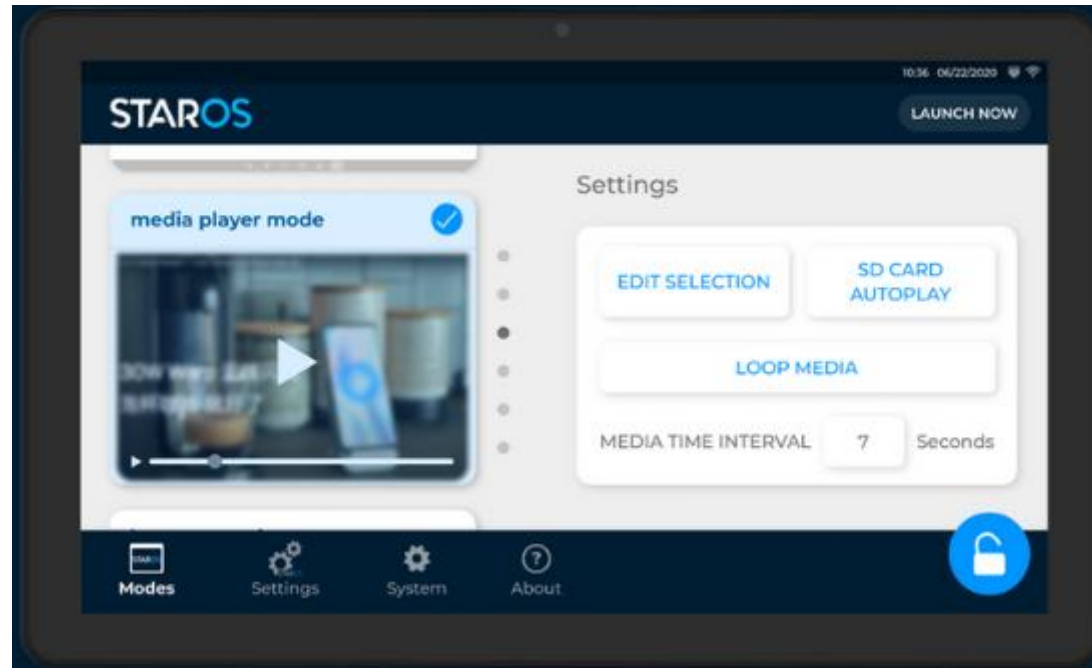 10:36 06/22/2020
STAROS
LAUNCH NOW
Settings
media player mode
EDIT SELECTION
SD CARD
AUTOPLAY
LOOP MEDIA
MEDIA TIME INTERVAL 7 Seconds
Modes
Settings
System
About